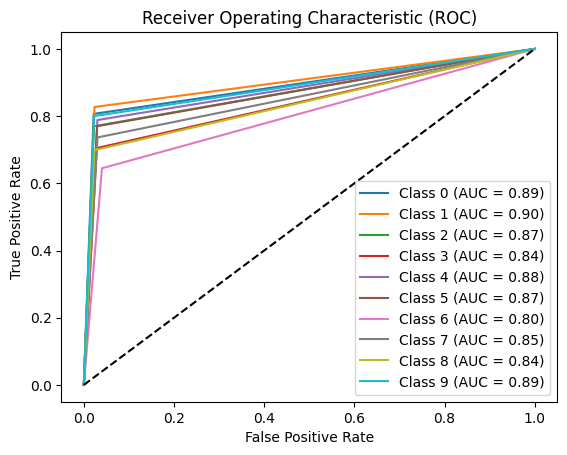 Receiver Operating Characteristic (ROC)
True Positive Rate
1.0
0.8
0.6
0.4
0.2
0.0
Class 0 (AUC = 0.89)
Class 1 (AUC = 0.90)
Class 2 (AUC = 0.87)
Class 3 (AUC = 0.84)
Class 4 (AUC = 0.88)
Class 5 (AUC = 0.87)
Class 6 (AUC = 0.80)
Class 7 (AUC = 0.85)
Class 8 (AUC = 0.84)
Class 9 (AUC = 0.89)
0.0 0.2 0.4 0.6 0.8 1.0
False Positive Rate